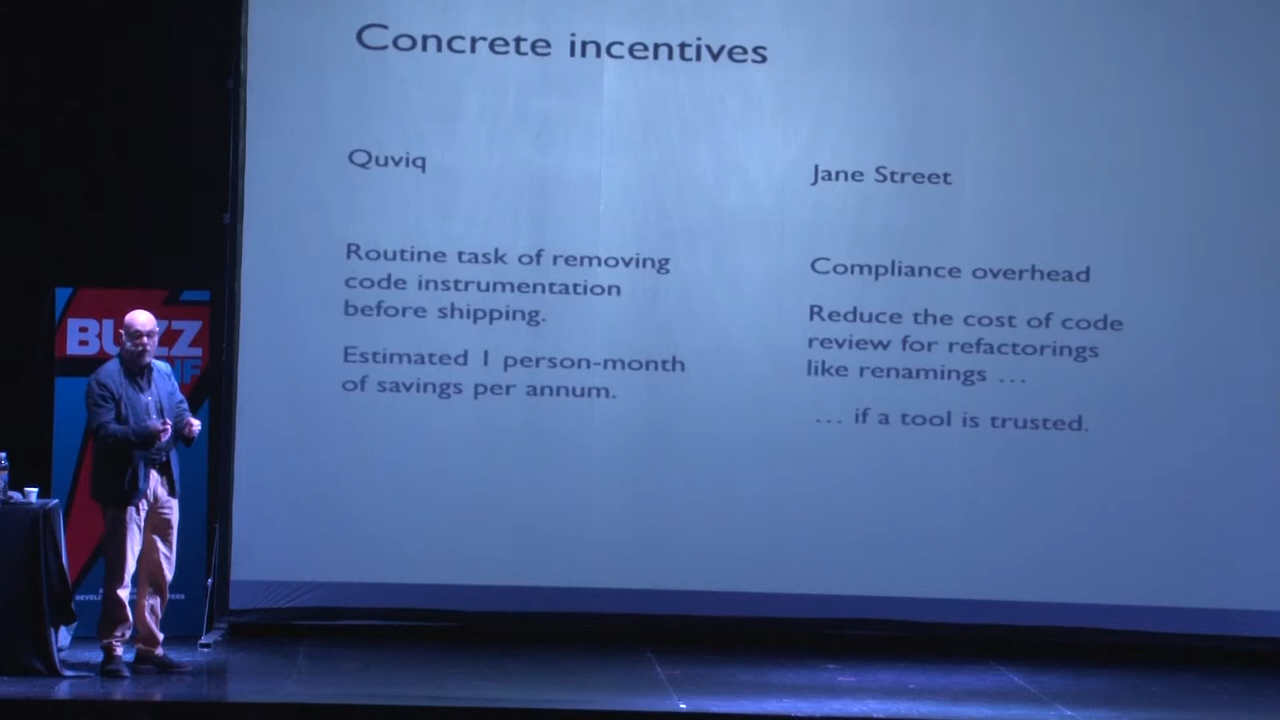 Concrete incentives
Quviq
Routine task of removing
code instrumentation
before shipping.
Estimated 1 person-month
of savings per annum.
Jane Street
Compliance overhead
Reduce the cost of code
review for refactorings
like renamings …
… if a tool is trusted.
BUZZ